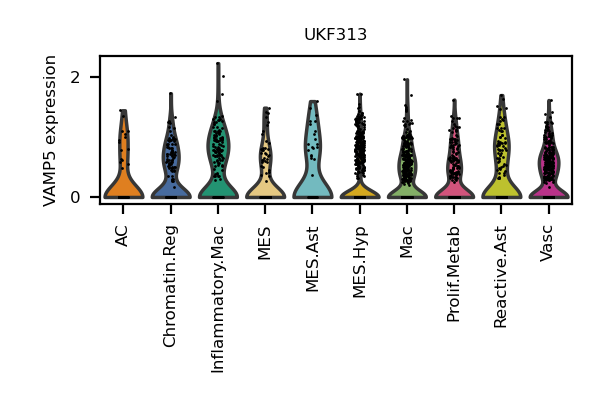 UKF313
VAMP5 expression
2
0
AC
Chromatin.Reg
Inflammatory.Mac
MES
MES.Ast
MES.Hyp
Mac
Prolif.Metab
Reactive.Ast
Vasc